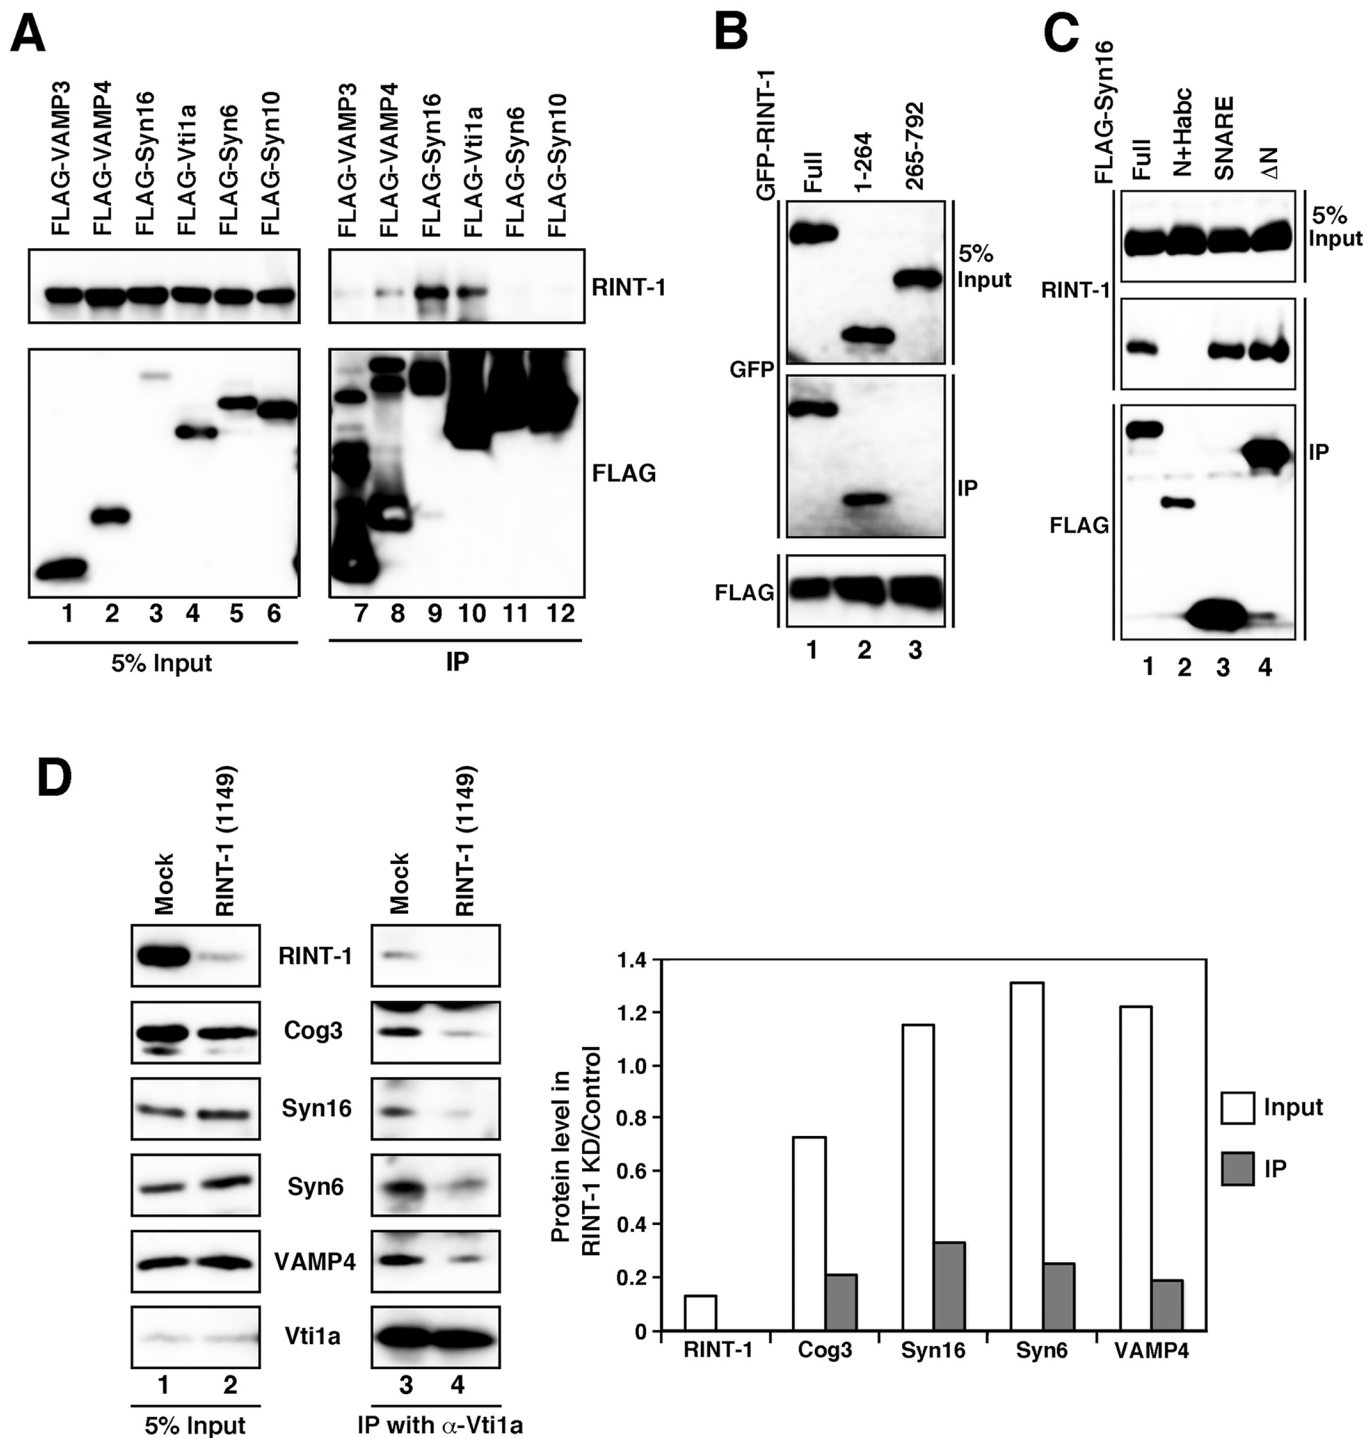 A
FLAG-VAMP3
FLAG-VAMP4
FLAG-Syn16
FLAG-Vti1a
FLAG-Syn6
FLAG-Syn10
FLAG-VAMP3
FLAG-VAMP4
FLAG-Syn16
FLAG-Vti1a
FLAG-Syn6
FLAG-Syn10
RINT-1
FLAG
1 2 3 4 5 6
7 8 9 10 11 12
5% Input
IP
B
GFP-RINT-1
Full
1-264
265-792
5%
Input
GFP
IP
FLAG
1 2 3
C
FLAG-Syn16
Full
N+Habc
SNARE
ΔN
5%
Input
RINT-1
IP
FLAG
1 2 3 4
D
Mock
RINT-1 (1149)
Mock
RINT-1 (1149)
RINT-1
Cog3
Syn16
Syn6
VAMP4
Vti1a
1 2
3 4
5% Input
IP with α-Vti1a
Protein level in
RINT-1 KD/Control
1.4
1.2
1.0
0.8
0.6
0.4
0.2
0
RINT-1 Cog3 Syn16 Syn6 VAMP4
Input
IP